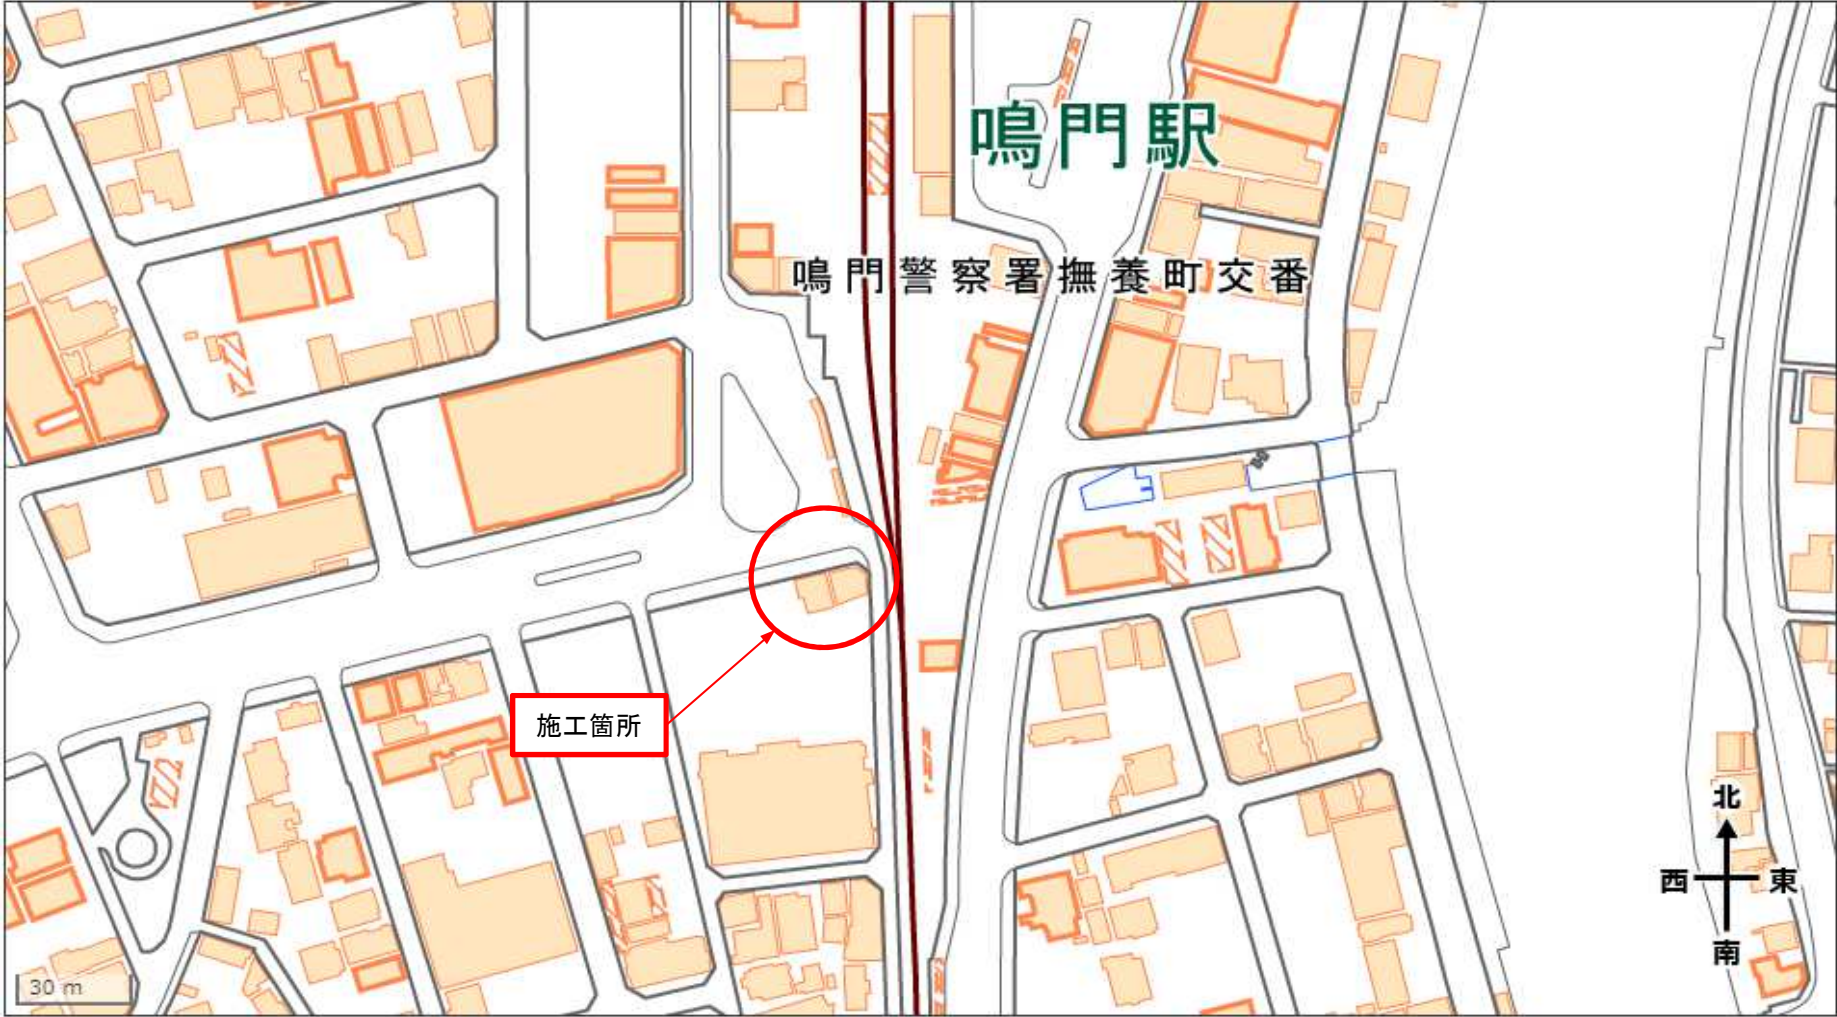 鳴門駅
鳴門警察署撫養町交番
施工箇所
北
西 東
南
30 m